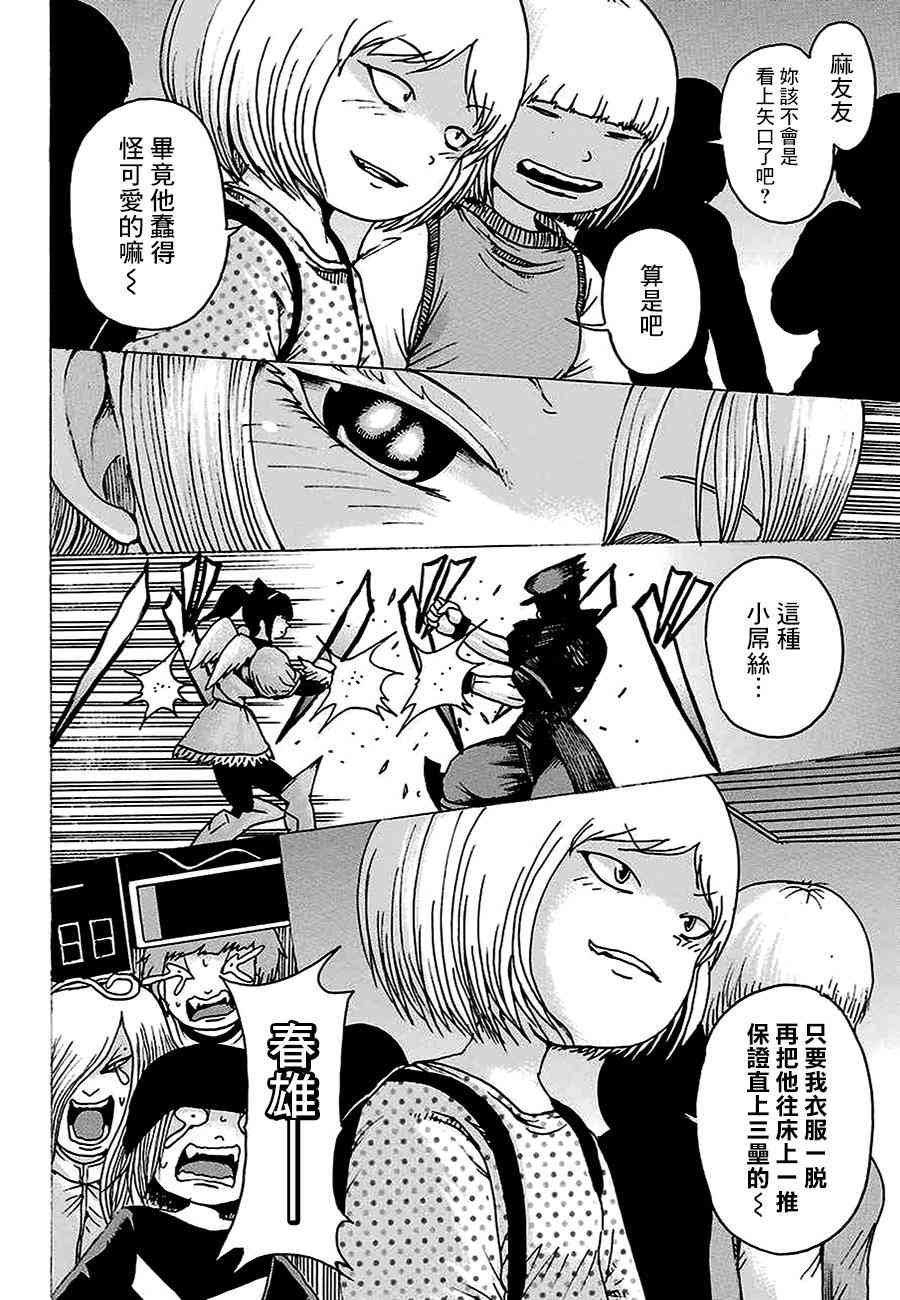 麻友友
妳該不會是
看上矢口了吧？
算是吧
畢竟他蠢得
怪可愛的嘛～
這種
小屌絲…
只要我衣服一脱
再把他往床上一推
保證直上三壘的～
春雄——